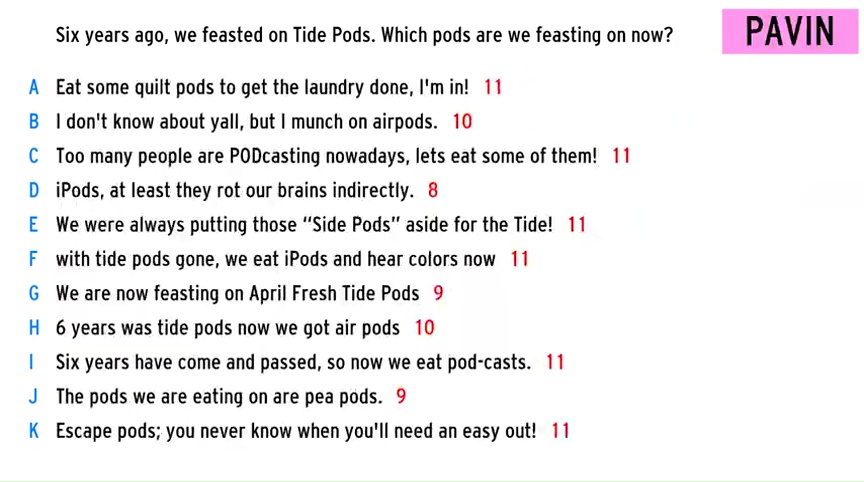 Six years ago, we feasted on Tide Pods. Which pods are we feasting on now?
PAVIN
A Eat some quilt pods to get the laundry done, I'm in! 11
B I don't know about yall, but I munch on airpods. 10
C Too many people are PODcasting nowadays, lets eat some of them! 11
D iPods, at least they rot our brains indirectly. 8
E We were always putting those “Side Pods” aside for the Tide! 11
F with tide pods gone, we eat iPods and hear colors now 11
G We are now feasting on April Fresh Tide Pods 9
H 6 years was tide pods now we got air pods 10
I Six years have come and passed, so now we eat pod-casts. 11
J The pods we are eating on are pea pods. 9
K Escape pods; you never know when you'll need an easy out! 11